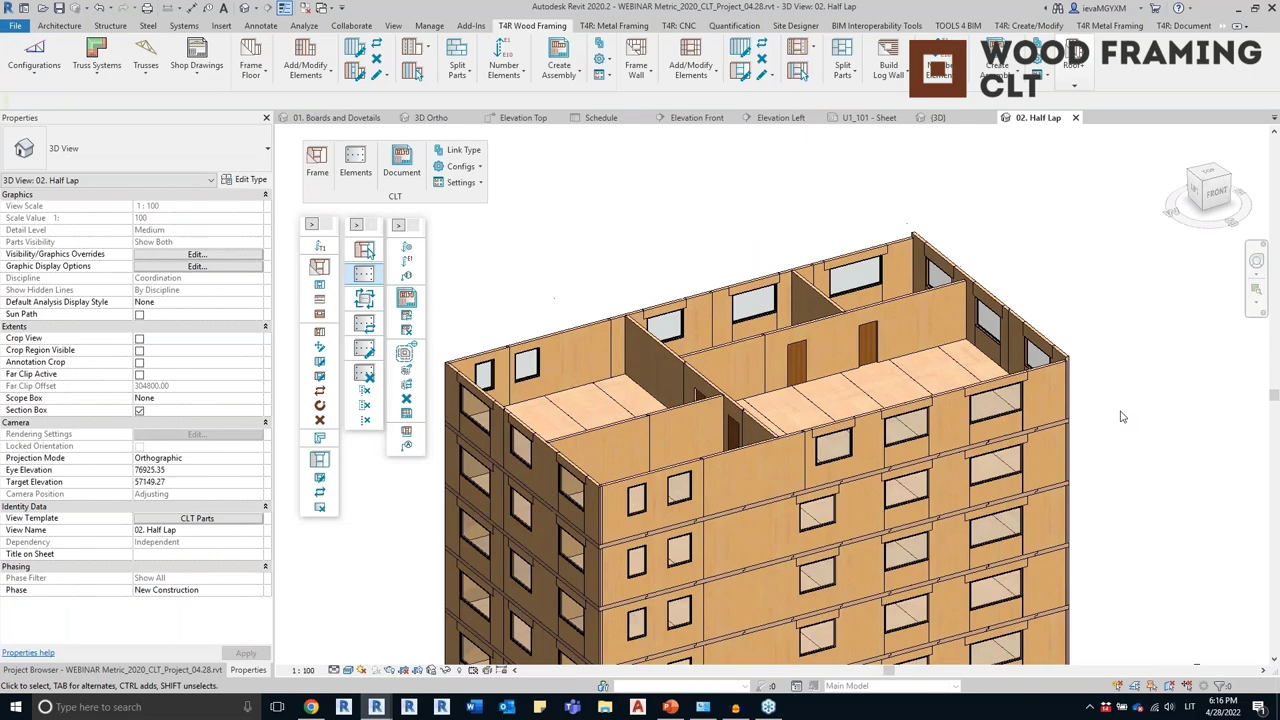 Autodesk Revit 2020.2 - WEBINAR Metric_2020_CLT_Project_04.28.rvt - 3D View: 02. Half Lap
ievaMGYXM
File Architecture Structure Steel Systems Insert Annotate Analyze Collaborate View Manage Add-Ins T4R Wood Framing T4R: Metal Framing T4R: CNC Quantification Site Designer BIM Interoperability Tools TOOLS 4 BIM T4R: Create/Modify T4R Metal Framing T4R: Document
Configurations Truss Systems Trusses Shop Drawings Frame Floor Add/Modify Elements Split Parts Number Elements Create Assembly Frame Wall Add/Modify Elements Split Parts Build Log Wall
WOOD FRAMING
CLT
Properties
01. Boards and Dovetails 3D Ortho Elevation Top Schedule Elevation Front Elevation Left U1_101 - Sheet {3D} 02. Half Lap
3D View
3D View: 02. Half Lap Edit Type
Graphics
View Scale 1 : 100
Scale Value 1: 100
Detail Level Medium
Parts Visibility Show Both
Visibility/Graphics Overrides Edit...
Graphic Display Options Edit...
Discipline Coordination
Show Hidden Lines By Discipline
Default Analysis Display Style None
Sun Path
Extents
Crop View
Crop Region Visible
Annotation Crop
Far Clip Active
Far Clip Offset 304800.00
Scope Box None
Section Box
Camera
Rendering Settings Edit...
Locked Orientation
Projection Mode Orthographic
Eye Elevation 76925.35
Target Elevation 57149.27
Camera Position Adjusting
Identity Data
View Template CLT Parts
View Name 02. Half Lap
Dependency Independent
Title on Sheet
Phasing
Phase Filter Show All
Phase New Construction
Properties help Apply
Project Browser - WEBINAR Metric_2020_CLT_Project_04.28.rvt Properties
Frame Elements Document
Link Type
Configs
Settings
CLT
TOP
FRONT
1 : 100
Click to select, TAB for alternates, CTRL adds, SHIFT unselects.
:0 Main Model :0
Type here to search
LIT
6:16 PM
4/28/2022